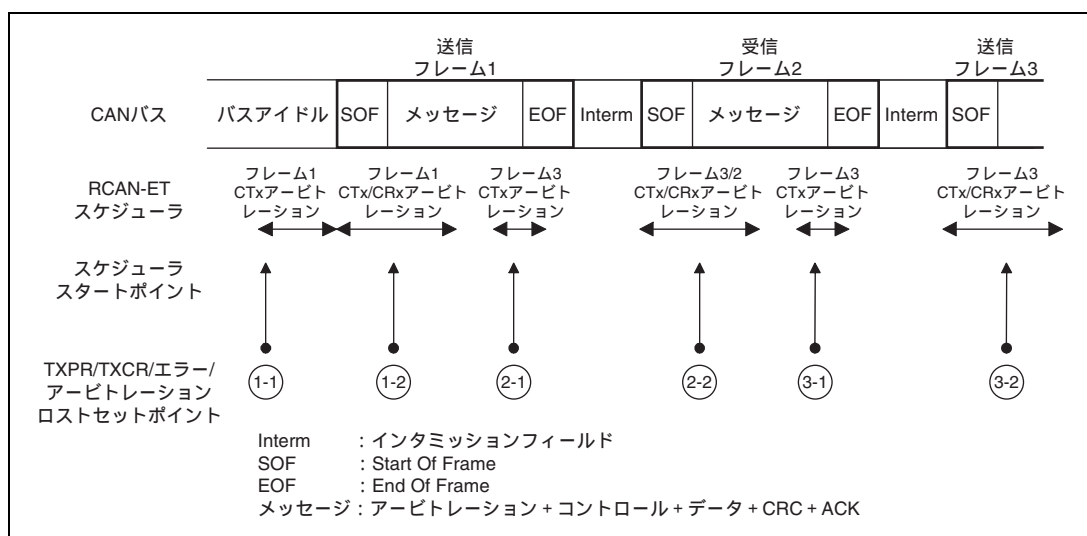 送信
フレーム1
受信
フレーム2
送信
フレーム3
CANバス
バスアイドル
SOF
メッセージ
EOF
Interm
SOF
メッセージ
EOF
Interm
SOF
RCAN-ET
スケジューラ
フレーム1
CTxアービト
レーション
フレーム1
CTx/CRxアービト
レーション
フレーム3
CTxアービト
レーション
フレーム3/2
CTx/CRxアービト
レーション
フレーム3
CTxアービト
レーション
フレーム3
CTx/CRxアービト
レーション
スケジューラ
スタートポイント
TXPR/TXCR/エラー/
アービトレーション
ロストセットポイント
1-1
1-2
2-1
2-2
3-1
3-2
Interm : インタミッションフィールド
SOF : Start Of Frame
EOF : End Of Frame
メッセージ : アービトレーション + コントロール + データ + CRC + ACK